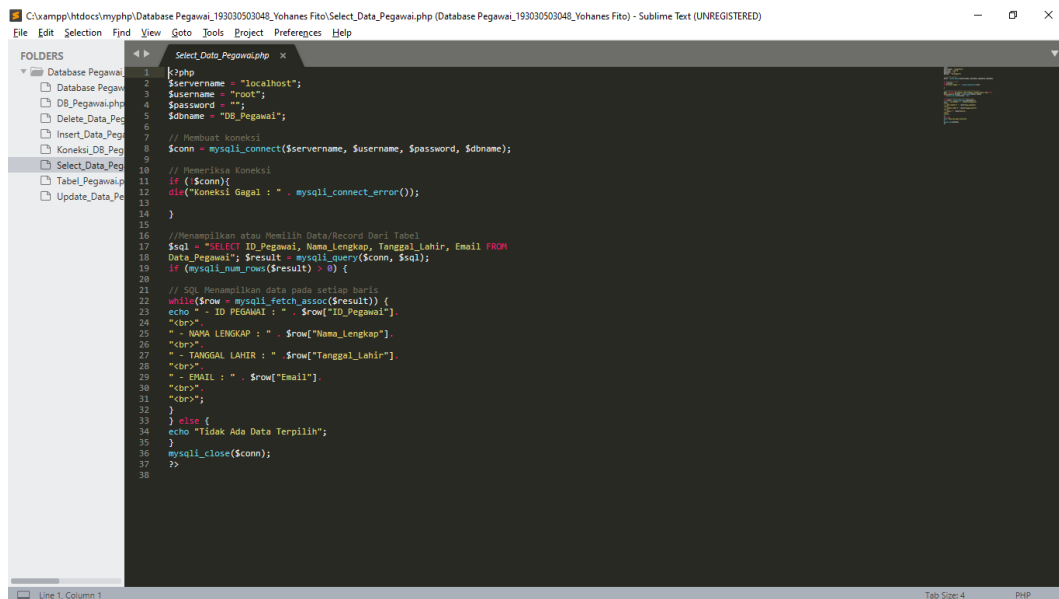 C:\xampp\htdocs\myphp\Database Pegawai_193030503048_Yohanes Fito\Select_Data_Pegawai.php (Database Pegawai_193030503048_Yohanes Fito) - Sublime Text (UNREGISTERED)
File Edit Selection Find View Goto Tools Project Preferences Help
FOLDERS
Database Pegawai_
Database Pegaw
DB_Pegawai.php
Delete_Data_Peg
Insert_Data_Pega
Koneksi_DB_Peg
Select_Data_Peg
Tabel_Pegawai.p
Update_Data_Pe
Select_Data_Pegawai.php ×
1 <?php
2 $servername = "localhost";
3 $username = "root";
4 $password = "";
5 $dbname = "DB_Pegawai";
6
7 // Membuat koneksi
8 $conn = mysqli_connect($servername, $username, $password, $dbname);
9
10 // Memeriksa Koneksi
11 if (!$conn){
12 die("Koneksi Gagal : " . mysqli_connect_error());
13
14 }
15
16 //Menampilkan atau Memilih Data/Record Dari Tabel
17 $sql = "SELECT ID_Pegawai, Nama_Lengkap, Tanggal_Lahir, Email FROM
18 Data_Pegawai"; $result = mysqli_query($conn, $sql);
19 if (mysqli_num_rows($result) > 0) {
20
21 // SQL Menampilkan data pada setiap baris
22 while($row = mysqli_fetch_assoc($result)) {
23 echo " - ID PEGAWAI : " . $row["ID_Pegawai"].
24 "<br>".
25 " - NAMA LENGKAP : " . $row["Nama_Lengkap"].
26 "<br>".
27 " - TANGGAL LAHIR : " .$row["Tanggal_Lahir"].
28 "<br>".
29 " - EMAIL : " . $row["Email"].
30 "<br>".
31 "<br>";
32 }
33 } else {
34 echo "Tidak Ada Data Terpilih";
35 }
36 mysqli_close($conn);
37 ?>
38
Line 1, Column 1
Tab Size: 4
PHP